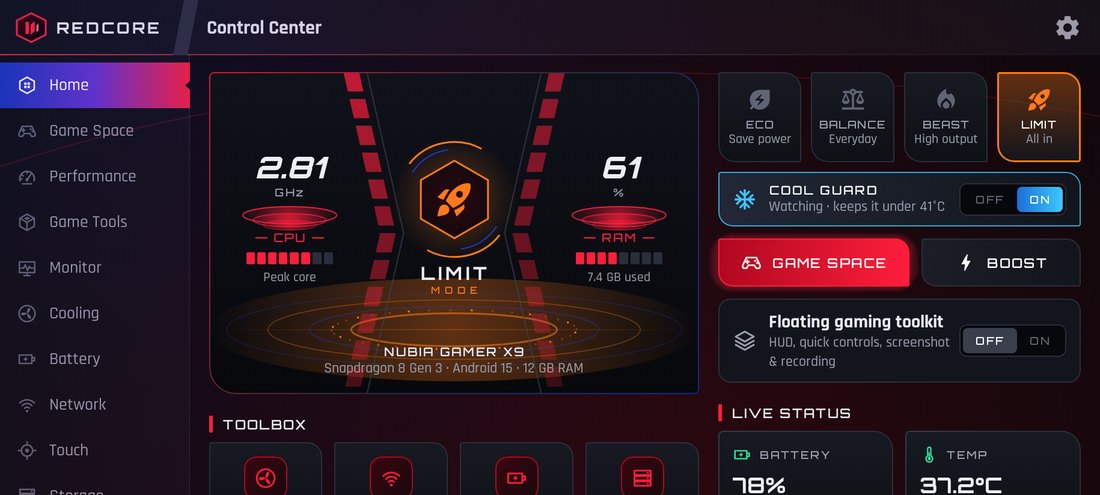 REDCORE
Control Center
Home
Game Space
Performance
Game Tools
Monitor
Cooling
Battery
Network
Touch
Storage
2.81
GHz
CPU
Peak core
LIMIT
MODE
61
%
RAM
7.4 GB used
NUBIA GAMER X9
Snapdragon 8 Gen 3 · Android 15 · 12 GB RAM
TOOLBOX
ECO
Save power
BALANCE
Everyday
BEAST
High output
LIMIT
All in
COOL GUARD
Watching · keeps it under 41°C
OFF ON
GAME SPACE
BOOST
Floating gaming toolkit
HUD, quick controls, screenshot
& recording
OFF ON
LIVE STATUS
BATTERY
78%
TEMP
37.2°C